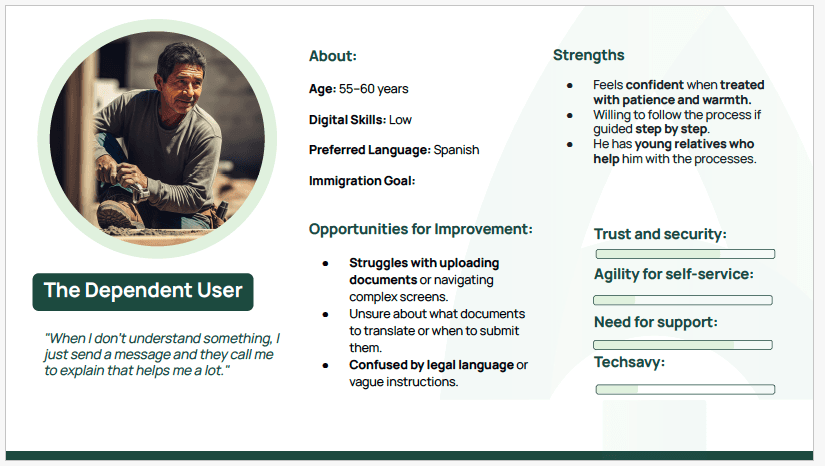 The Dependent User
"When I don't understand something, I
just send a message and they call me
to explain that helps me a lot."
About:
Age: 55–60 years
Digital Skills: Low
Preferred Language: Spanish
Immigration Goal:
Opportunities for Improvement:
● Struggles with uploading
documents or navigating
complex screens.
● Unsure about what documents
to translate or when to submit
them.
● Confused by legal language or
vague instructions.
Strengths
● Feels confident when treated
with patience and warmth.
● Willing to follow the process if
guided step by step.
● He has young relatives who
help him with the processes.
Trust and security:
Agility for self-service:
Need for support:
Techsavy: